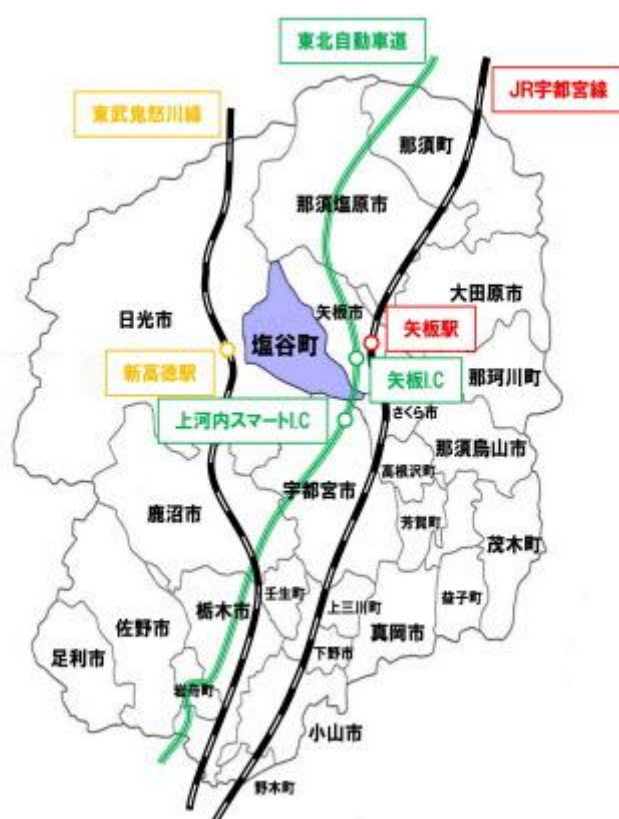 東北自動車道
JR宇都宮線
東武鬼怒川線
那須町
那須塩原市
大田原市
矢板市
日光市
矢板駅
塩谷町
新高徳駅
矢板I.C
那珂川町
上河内スマートI.C
さくら市
那須烏山市
高根沢町
宇都宮市
鹿沼市
芳賀町
茂木町
壬生町
益子町
栃木市
上三川町
佐野市
真岡市
下野市
足利市
岩舟町
小山市
野木町